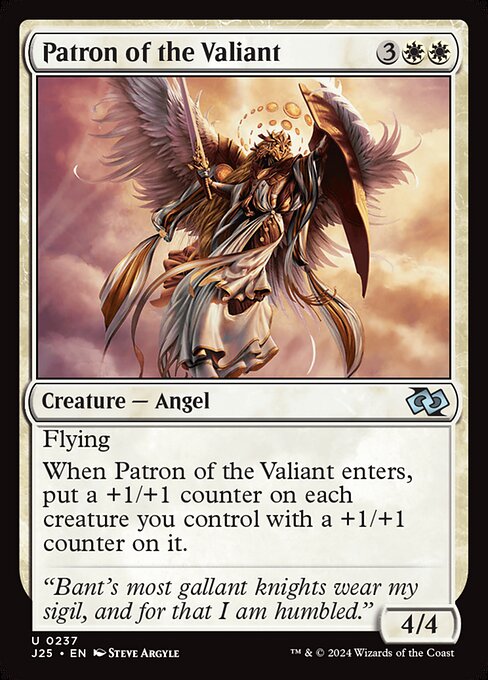 Patron of the Valiant 3
Creature — Angel
Flying
When Patron of the Valiant enters,
put a +1/+1 counter on each
creature you control with a +1/+1
counter on it.
“Bant’s most gallant knights wear my
sigil, and for that I am humbled.”
4/4
U 0237
J25 • EN STEVE ARGYLE
™ & © 2024 Wizards of the Coast